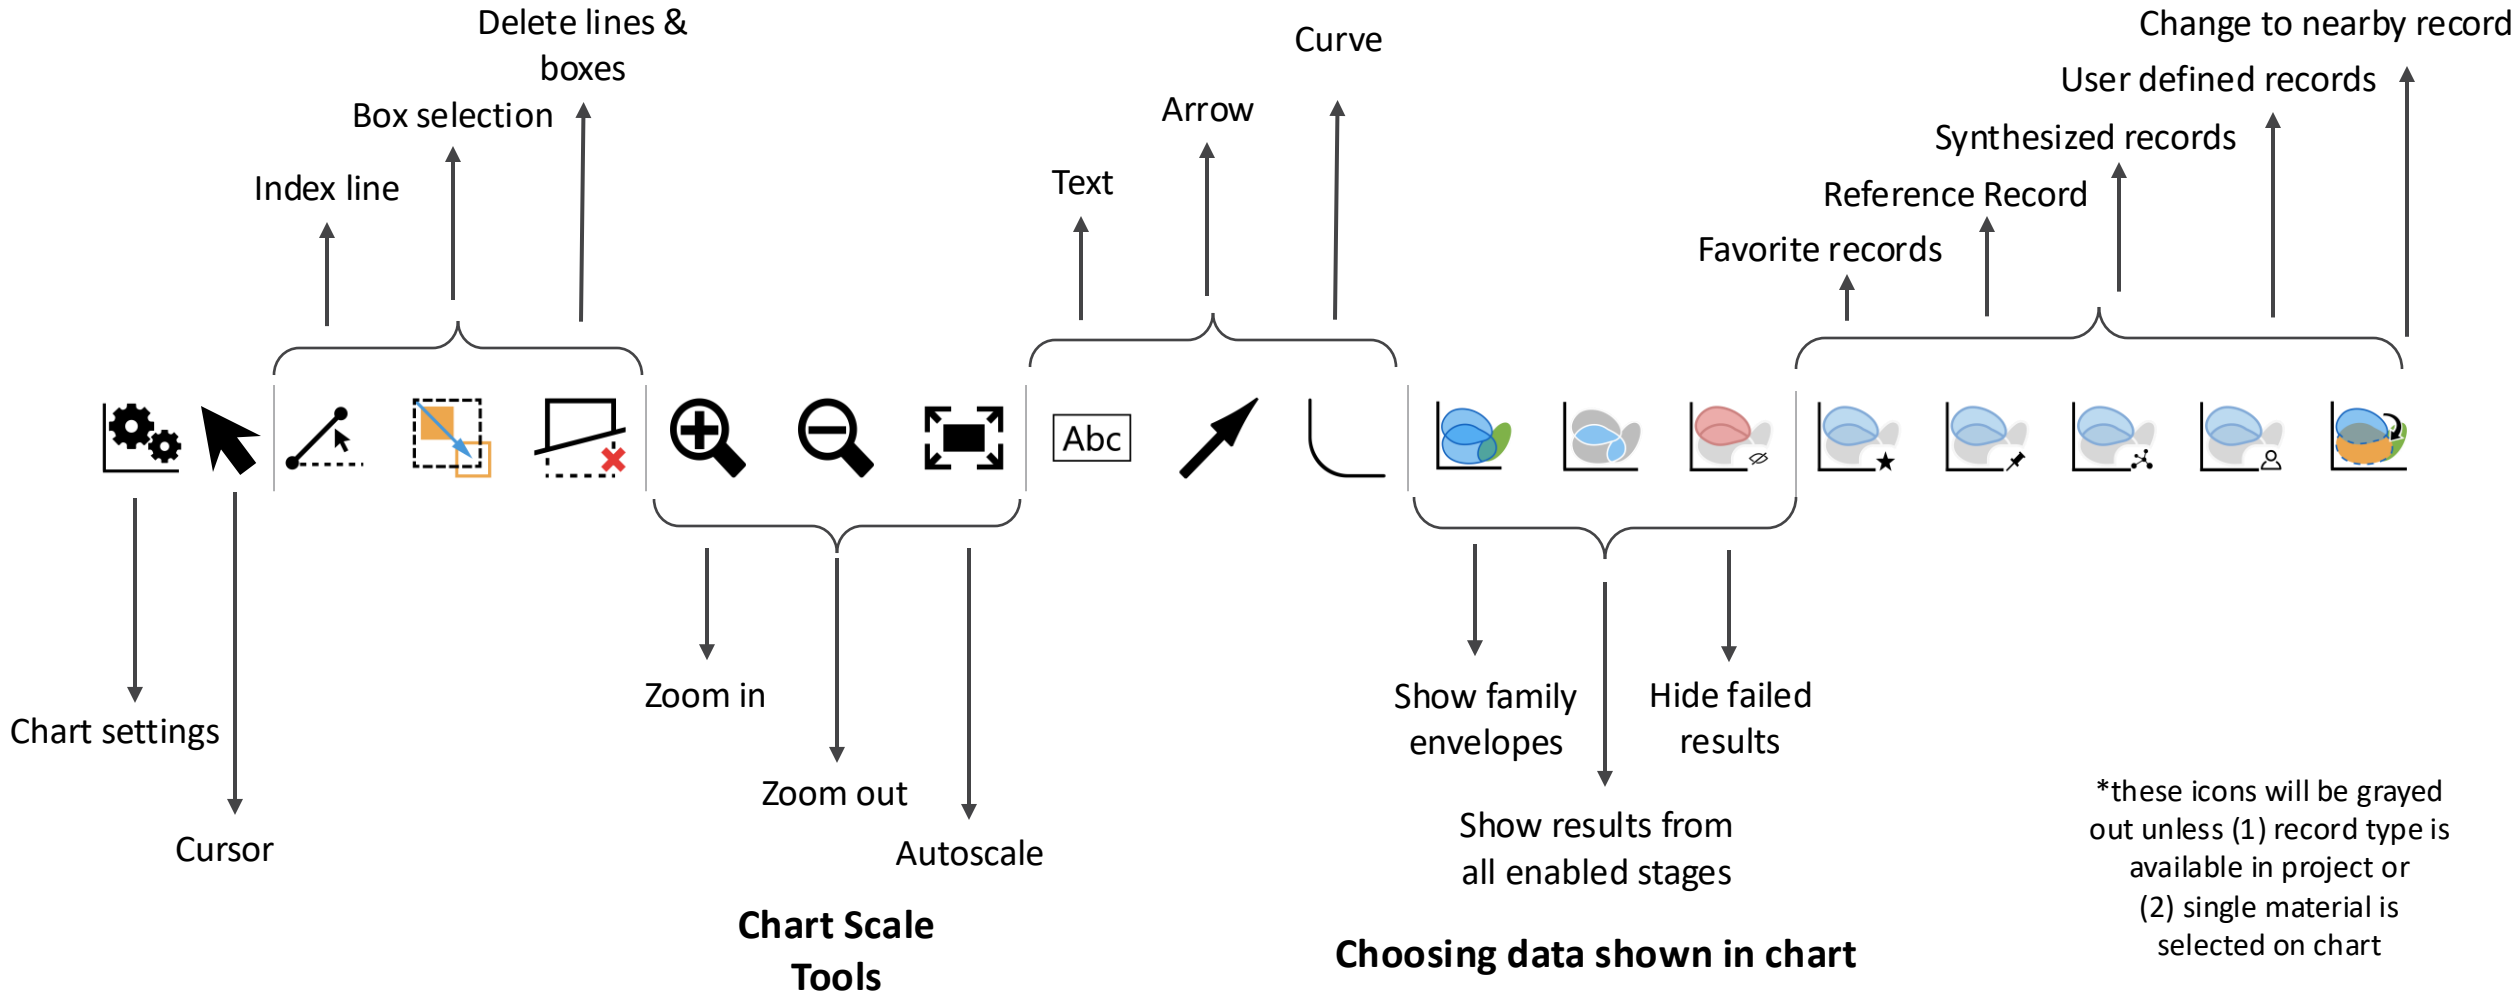 Delete lines &
boxes
Box selection
Index line
Curve
Arrow
Text
Change to nearby record
User defined records
Synthesized records
Reference Record
Favorite records
Abc
Chart settings
Cursor
Zoom in
Zoom out
Autoscale
Chart Scale
Tools
Show family
envelopes
Hide failed
results
Show results from
all enabled stages
Choosing data shown in chart
*these icons will be grayed
out unless (1) record type is
available in project or
(2) single material is
selected on chart